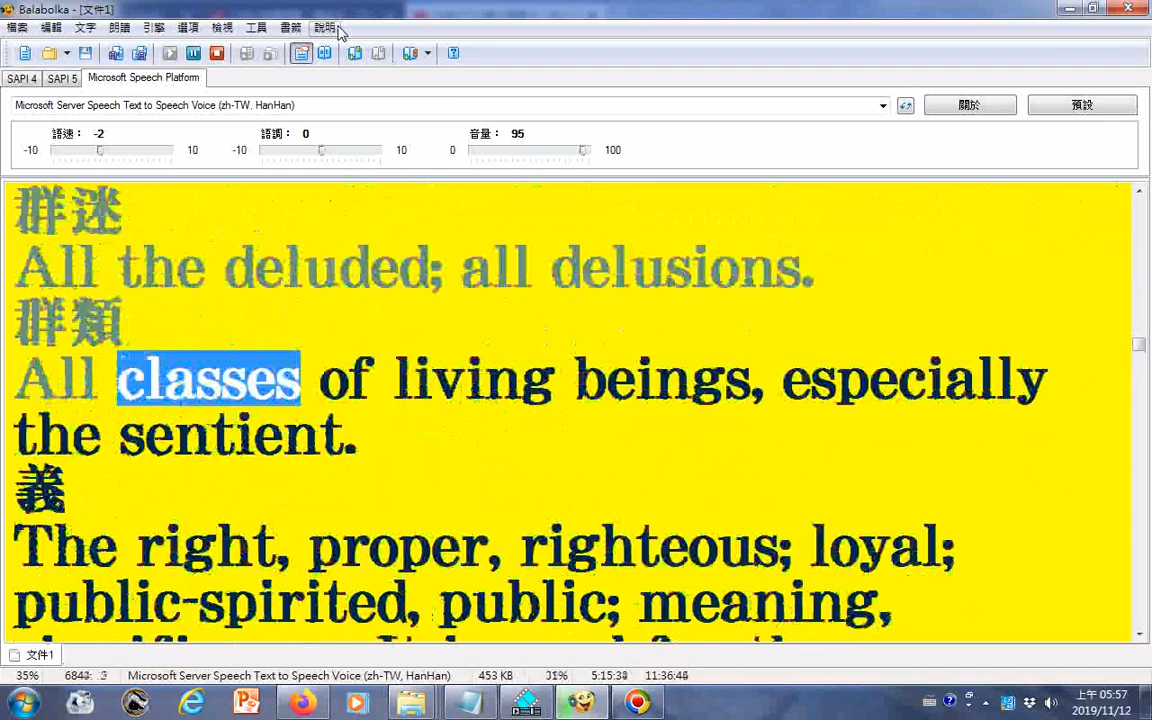 Balabolka - [文件1]
檔案 編輯 文字 朗讀 引擎 選項 檢視 工具 書籤 說明
SAPI 4 SAPI 5 Microsoft Speech Platform
Microsoft Server Speech Text to Speech Voice (zh-TW, HanHan) 關於 預設
語速： -2 語調： 0 音量： 95
-10 10 -10 10 0 100
群迷
All the deluded; all delusions.
群類
All classes of living beings, especially
the sentient.
義
The right, proper, righteous; loyal;
public-spirited, public; meaning,
文件1
35% Microsoft Server Speech Text to Speech Voice (zh-TW, HanHan) 453 KB 31% 11:36:48
上午 05:57
2019/11/12